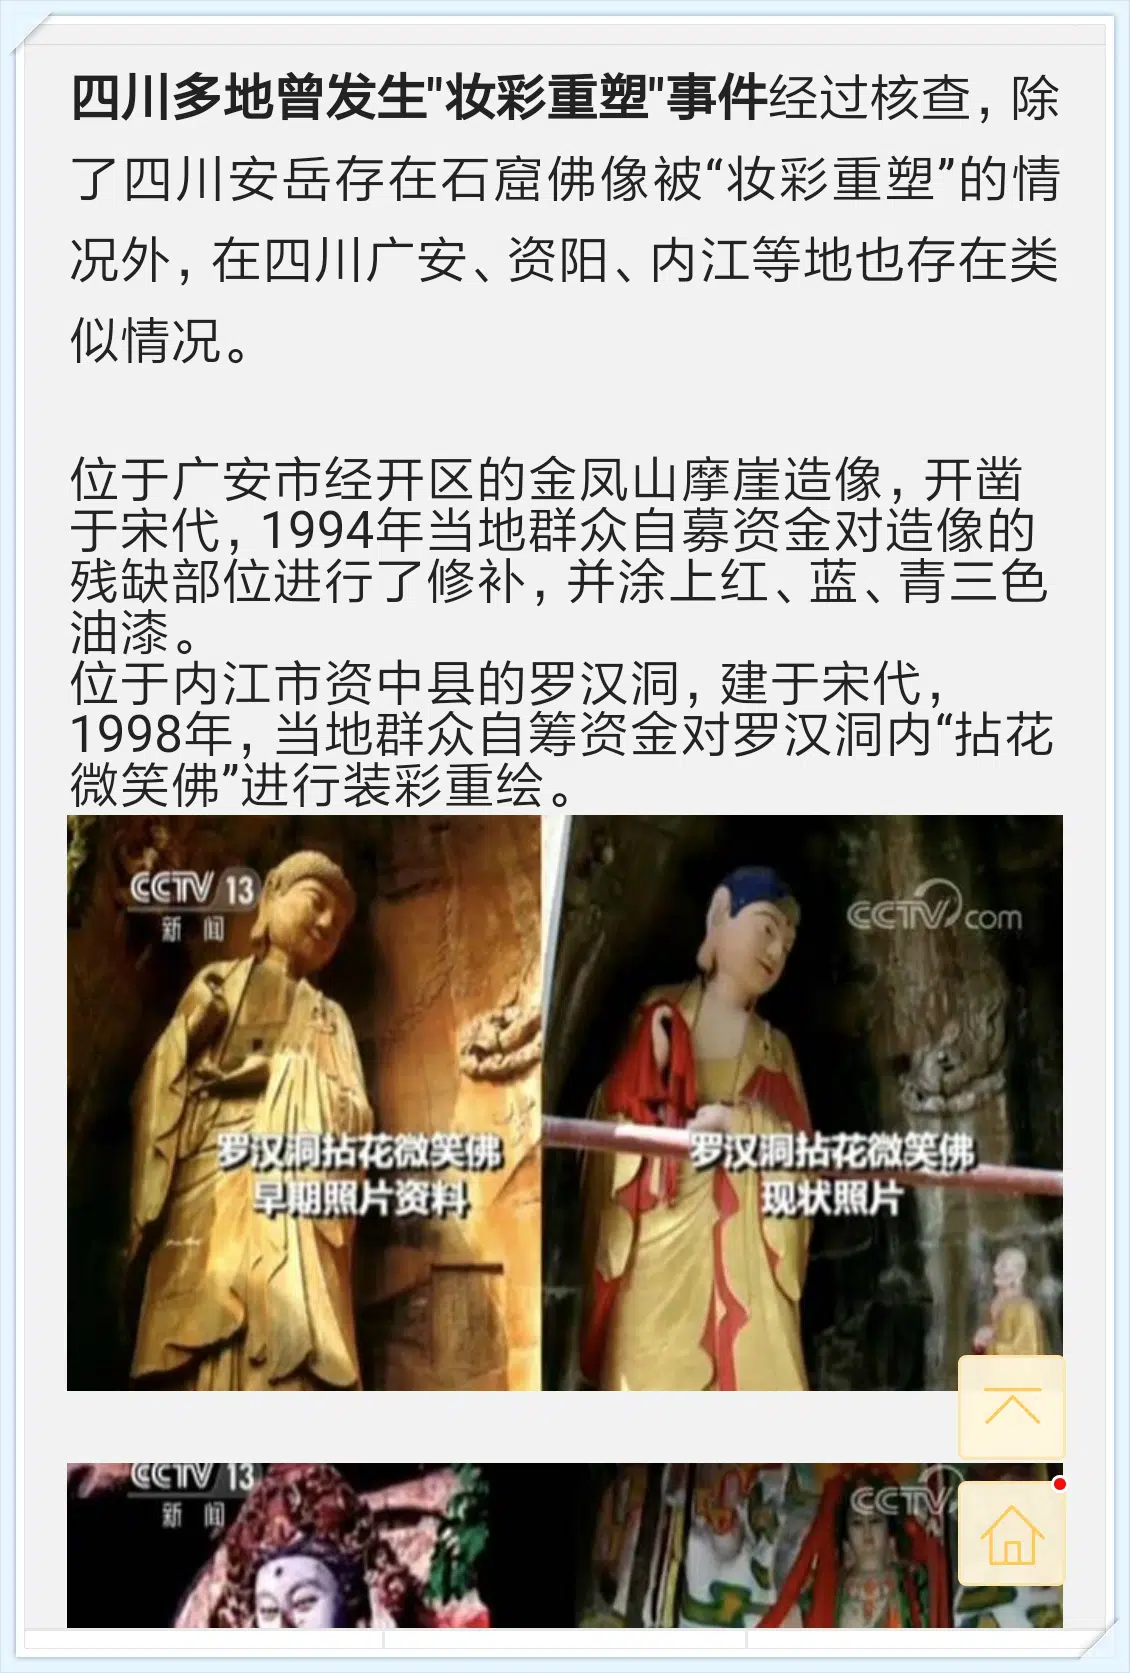 四川多地曾发生"妆彩重塑"事件经过核查，除
了四川安岳存在石窟佛像被“妆彩重塑”的情
况外，在四川广安、资阳、内江等地也存在类
似情况。
位于广安市经开区的金凤山摩崖造像，开凿
于宋代，1994年当地群众自募资金对造像的
残缺部位进行了修补，并涂上红、蓝、青三色
油漆。
位于内江市资中县的罗汉洞，建于宋代，
1998年，当地群众自筹资金对罗汉洞内“拈花
微笑佛”进行装彩重绘。
CCTV 13
新闻
CCTV.com
罗汉洞拈花微笑佛
早期照片资料
罗汉洞拈花微笑佛
现状照片
CCTV 13
新闻
CCTV